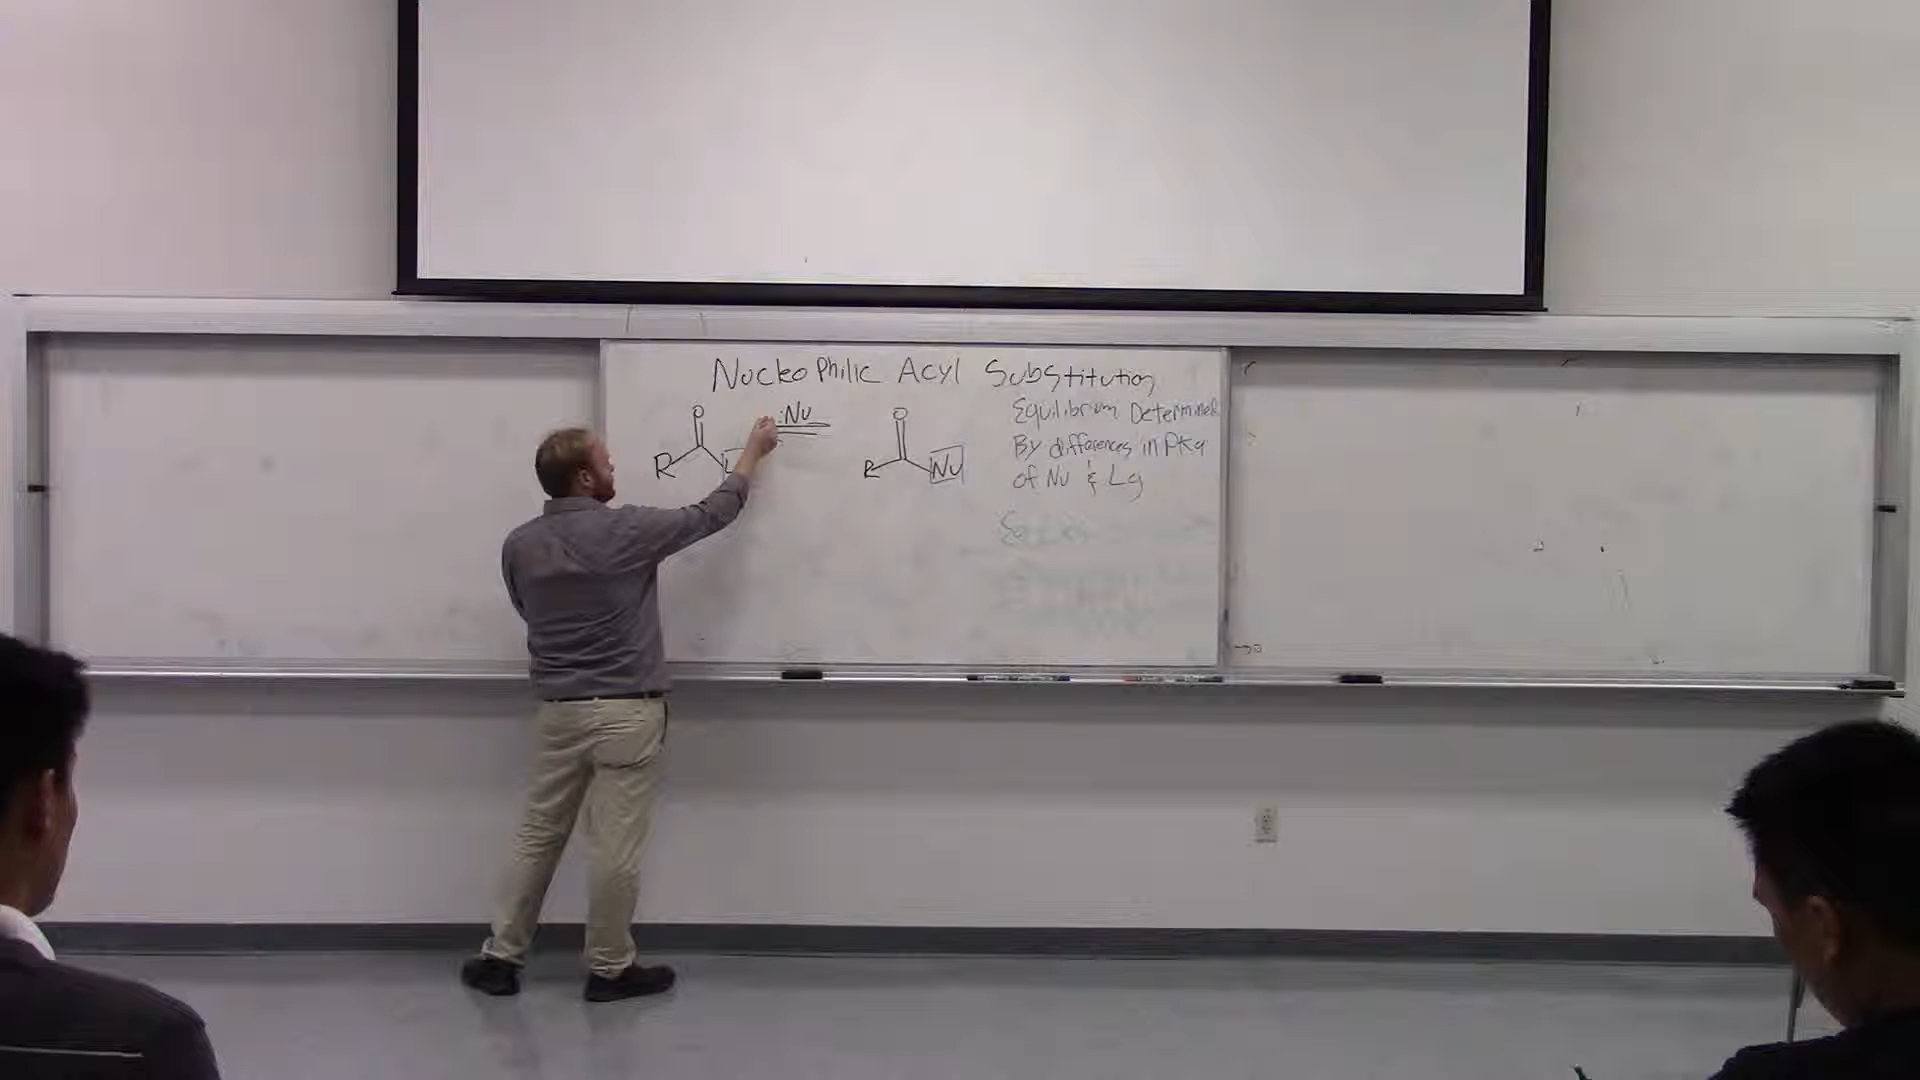 Nucleophilic Acyl Substitution
O
R
:Nu
O
R Nu
Equilibrium Determined
By differences in PKa
of Nu & Lg